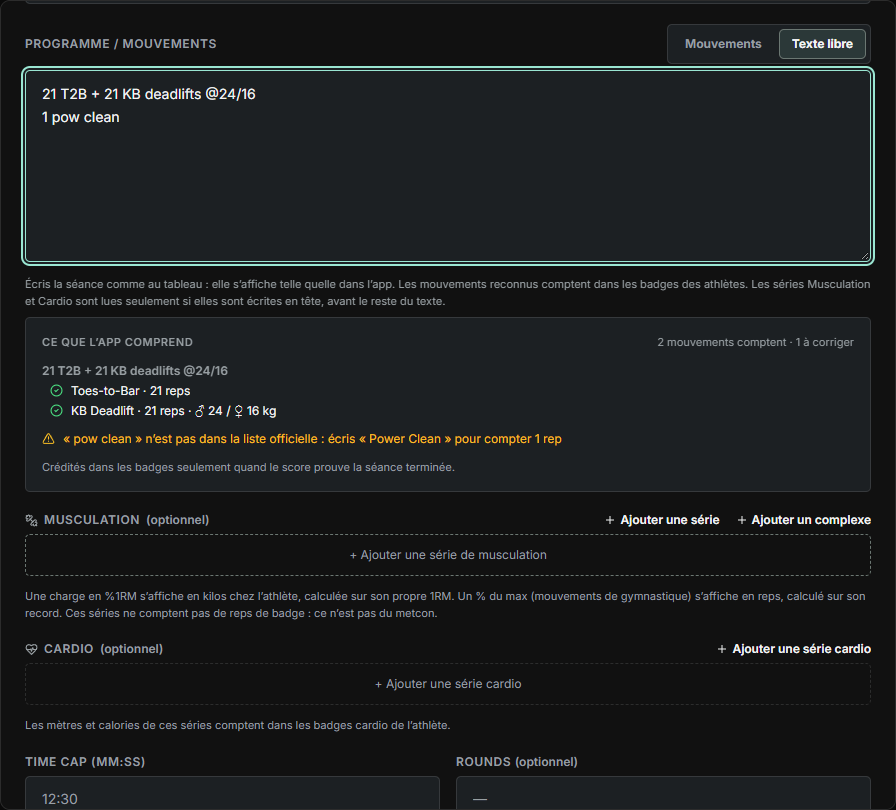 PROGRAMME / MOUVEMENTS
Mouvements
Texte libre
21 T2B + 21 KB deadlifts @24/16
1 pow clean
Écris la séance comme au tableau : elle s’affiche telle quelle dans l’app. Les mouvements reconnus comptent dans les badges des athlètes. Les séries Musculation
et Cardio sont lues seulement si elles sont écrites en tête, avant le reste du texte.
CE QUE L’APP COMPREND
2 mouvements comptent · 1 à corriger
21 T2B + 21 KB deadlifts @24/16
Toes-to-Bar · 21 reps
KB Deadlift · 21 reps · ♂ 24 / ♀ 16 kg
« pow clean » n’est pas dans la liste officielle : écris « Power Clean » pour compter 1 rep
Crédités dans les badges seulement quand le score prouve la séance terminée.
MUSCULATION (optionnel)
+ Ajouter une série
+ Ajouter un complexe
+ Ajouter une série de musculation
Une charge en %1RM s’affiche en kilos chez l’athlète, calculée sur son propre 1RM. Un % du max (mouvements de gymnastique) s’affiche en reps, calculé sur son
record. Ces séries ne comptent pas de reps de badge : ce n’est pas du metcon.
CARDIO (optionnel)
+ Ajouter une série cardio
+ Ajouter une série cardio
Les mètres et calories de ces séries comptent dans les badges cardio de l’athlète.
TIME CAP (MM:SS)
ROUNDS (optionnel)
12:30
—